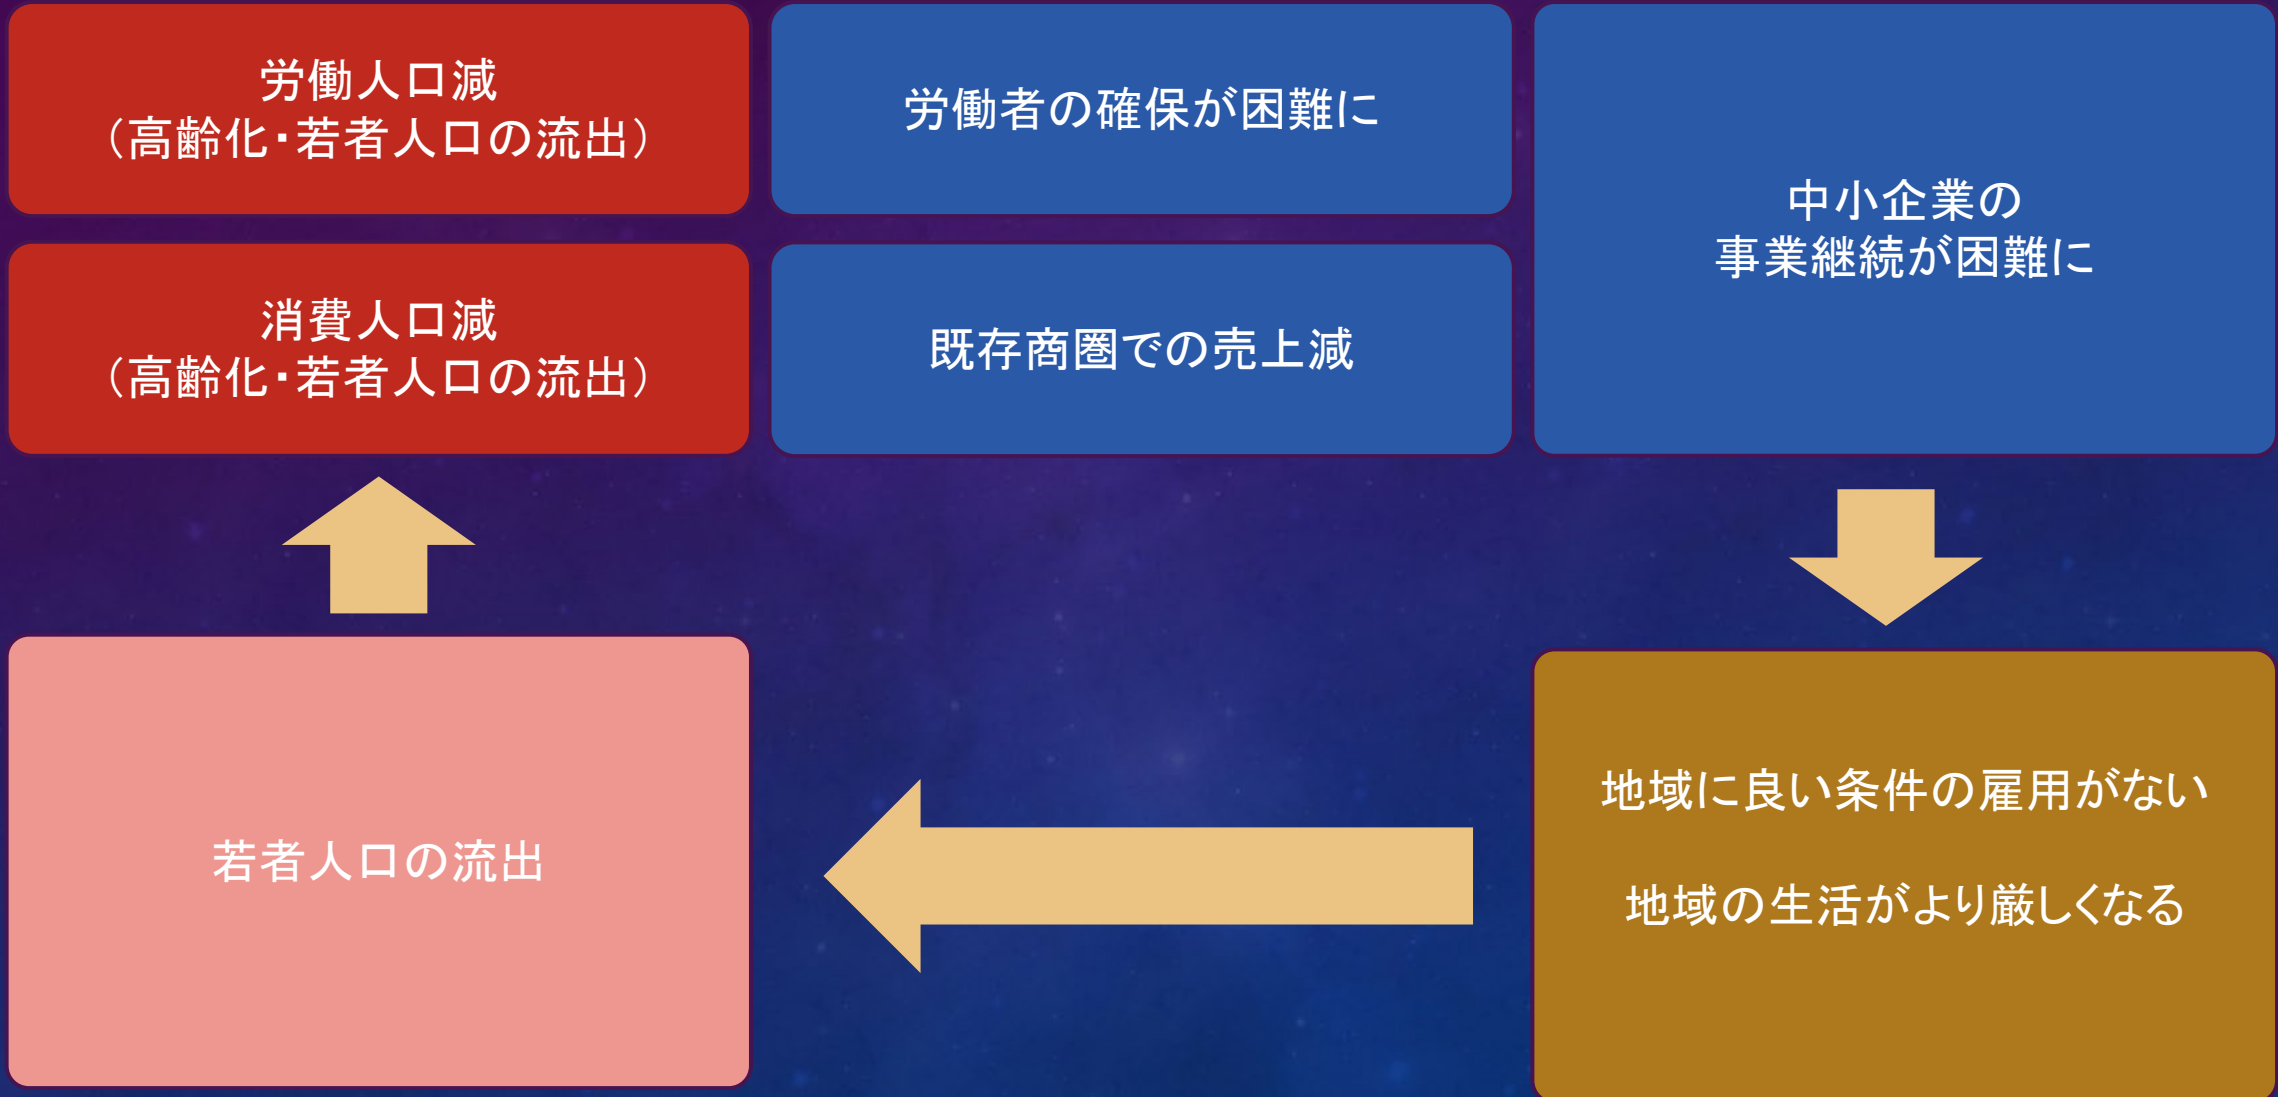 労働人口減
（高齢化・若者人口の流出）
労働者の確保が困難に
中小企業の
事業継続が困難に
消費人口減
（高齢化・若者人口の流出）
既存商圏での売上減
若者人口の流出
地域に良い条件の雇用がない
地域の生活がより厳しくなる